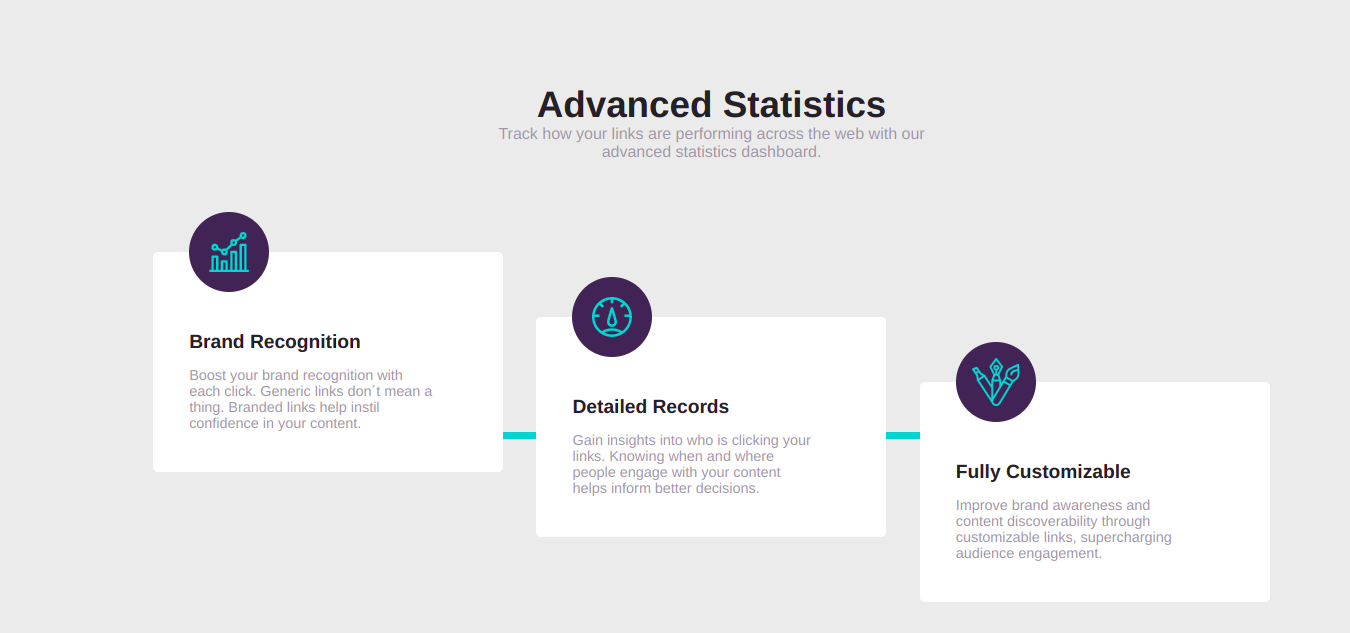 Advanced Statistics
Track how your links are performing across the web with our
advanced statistics dashboard.
Brand Recognition
Boost your brand recognition with
each click. Generic links don´t mean a
thing. Branded links help instil
confidence in your content.
Detailed Records
Gain insights into who is clicking your
links. Knowing when and where
people engage with your content
helps inform better decisions.
Fully Customizable
Improve brand awareness and
content discoverability through
customizable links, supercharging
audience engagement.